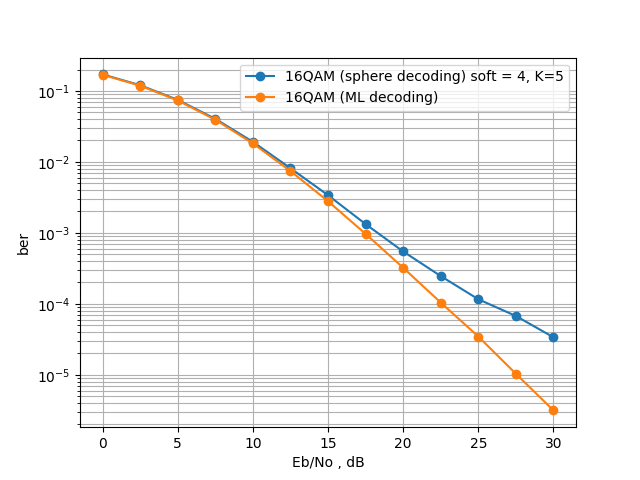 16QAM (sphere decoding) soft = 4, K=5
16QAM (ML decoding)
10⁻¹
10⁻²
10⁻³
10⁻⁴
10⁻⁵
ber
0 5 10 15 20 25 30
Eb/No , dB